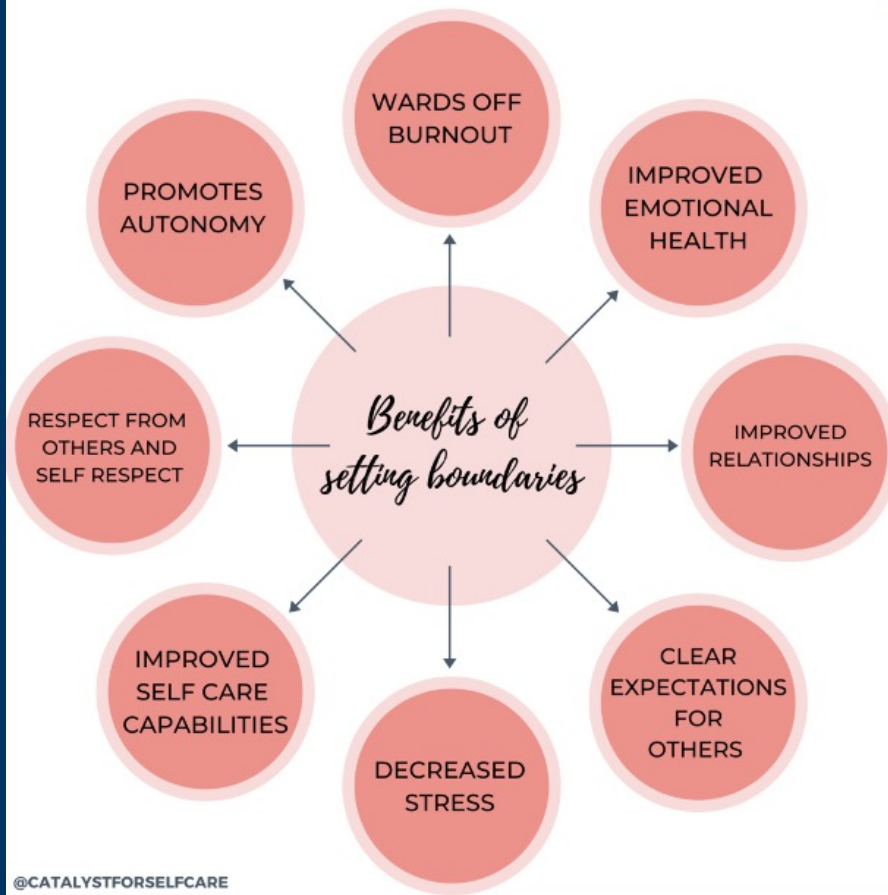 WARDS OFF
BURNOUT
IMPROVED
EMOTIONAL
HEALTH
PROMOTES
AUTONOMY
Benefits of
setting boundaries
RESPECT FROM
OTHERS AND
SELF RESPECT
IMPROVED
RELATIONSHIPS
IMPROVED
SELF CARE
CAPABILITIES
CLEAR
EXPECTATIONS
FOR
OTHERS
DECREASED
STRESS
@CATALYSTFORSELFCARE